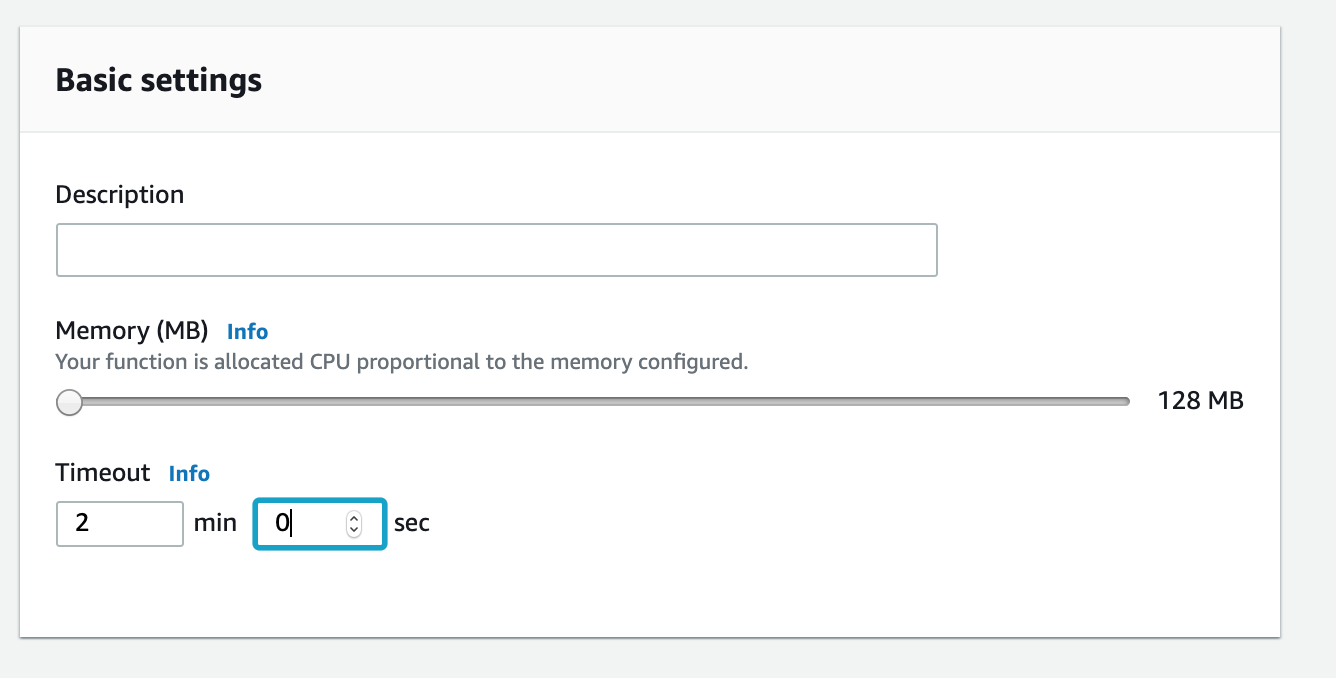 Basic settings
Description
Memory (MB) Info
Your function is allocated CPU proportional to the memory configured.
128 MB
Timeout Info
2 min 0 sec